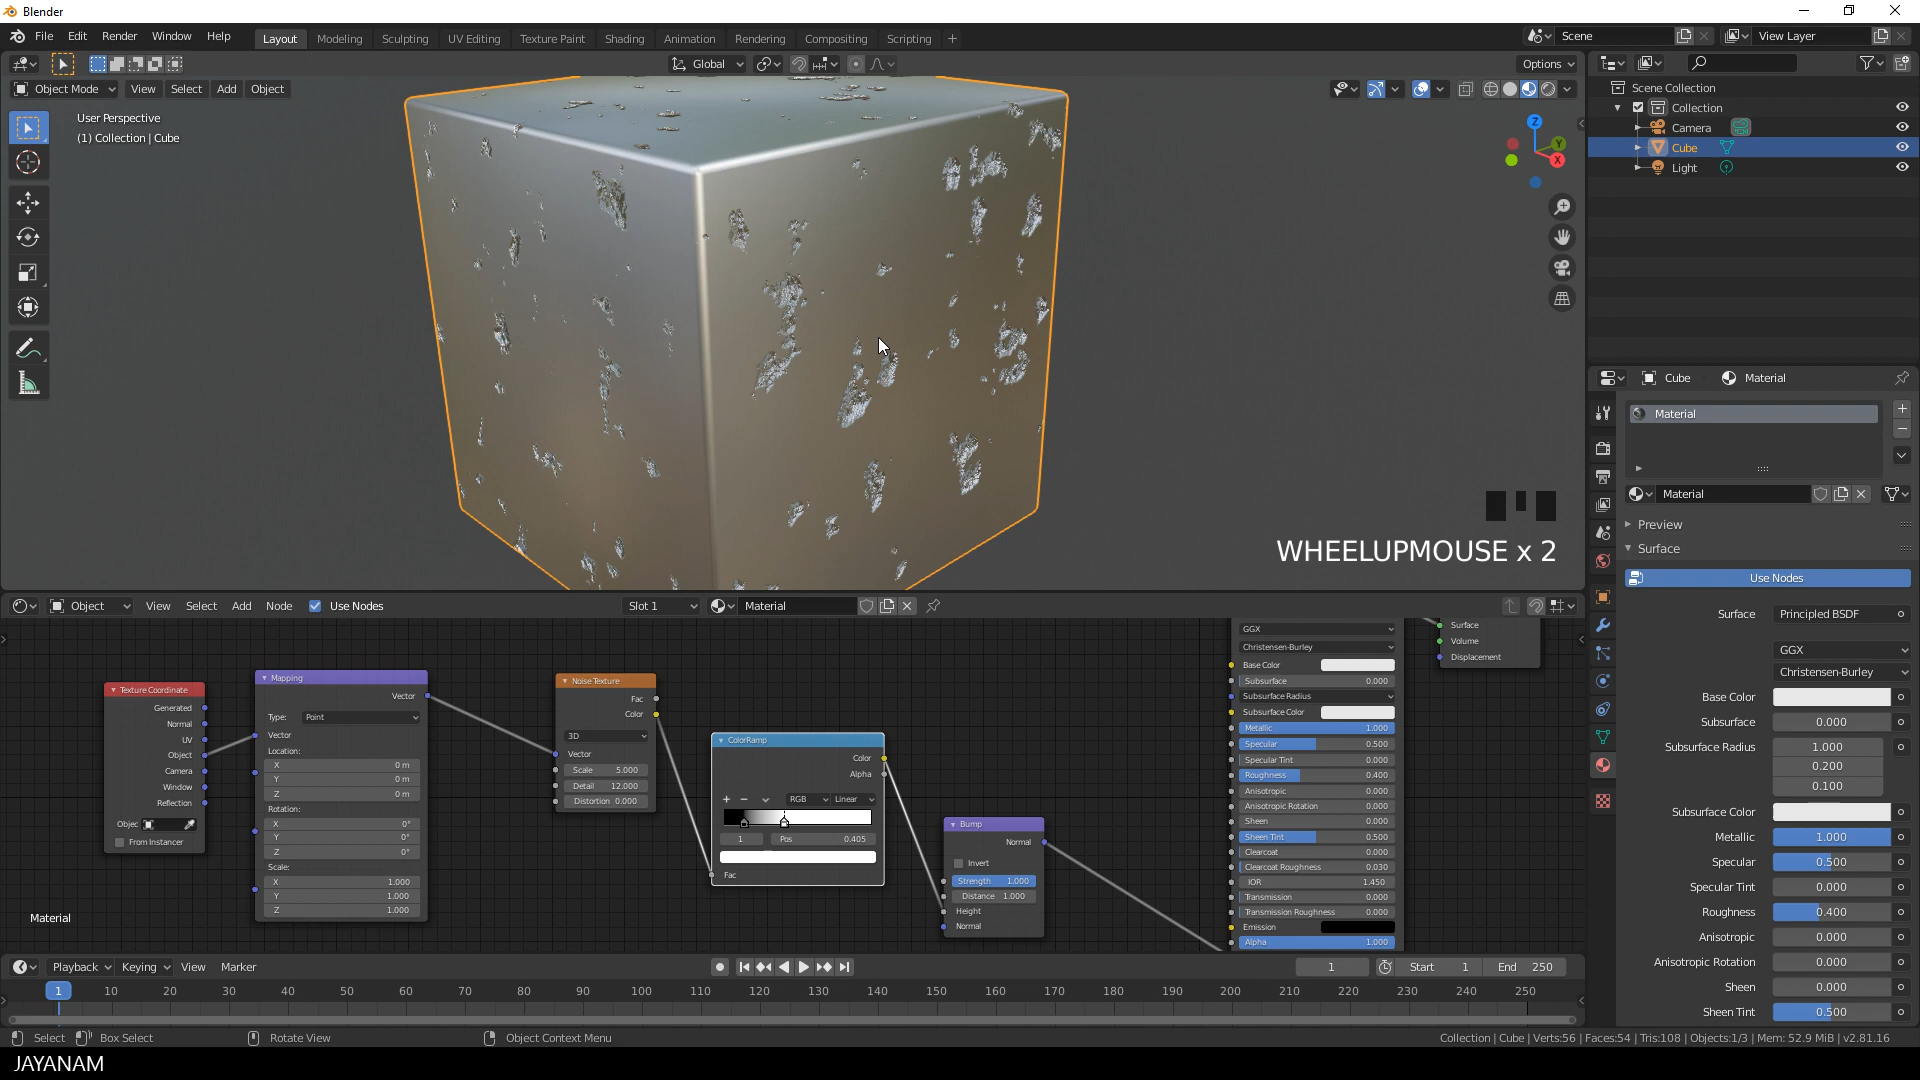 Blender
File Edit Render Window Help Layout Modeling Sculpting UV Editing Texture Paint Shading Animation Rendering Compositing Scripting + Scene View Layer
Global Options
Object Mode View Select Add Object
User Perspective
(1) Collection | Cube
Z
Y
X
WHEELUPMOUSE x 2
Scene Collection
Collection
Camera
Cube
Light
Cube Material
Material
Material
Preview
Surface
Use Nodes
Surface Principled BSDF
GGX
Christensen-Burley
Base Color
Subsurface 0.000
Subsurface Radius 1.000
0.200
0.100
Subsurface Color
Metallic 1.000
Specular 0.500
Specular Tint 0.000
Roughness 0.400
Anisotropic 0.000
Anisotropic Rotation 0.000
Sheen 0.000
Sheen Tint 0.500
Object View Select Add Node Use Nodes Slot 1 Material
Texture Coordinate
Generated
Normal
UV
Object
Camera
Window
Reflection
Objec
From Instancer
Mapping
Vector
Type: Point
Vector
Location:
X 0 m
Y 0 m
Z 0 m
Rotation:
X 0°
Y 0°
Z 0°
Scale:
X 1.000
Y 1.000
Z 1.000
Noise Texture
Fac
Color
3D
Vector
Scale 5.000
Detail 12.000
Distortion 0.000
ColorRamp
Color
Alpha
+ − RGB Linear
1 Pos 0.405
Fac
Bump
Normal
Invert
Strength 1.000
Distance 1.000
Height
Normal
GGX
Christensen-Burley
Base Color
Subsurface 0.000
Subsurface Radius
Subsurface Color
Metallic 1.000
Specular 0.500
Specular Tint 0.000
Roughness 0.400
Anisotropic 0.000
Anisotropic Rotation 0.000
Sheen 0.000
Sheen Tint 0.500
Clearcoat 0.000
Clearcoat Roughness 0.030
IOR 1.450
Transmission 0.000
Transmission Roughness 0.000
Emission
Alpha 1.000
Surface
Volume
Displacement
Material
Playback Keying View Marker 1 Start 1 End 250
1 10 20 30 40 50 60 70 80 90 100 110 120 130 140 150 160 170 180 190 200 210 220 230 240 250
Select Box Select Rotate View Object Context Menu Collection | Cube | Verts:56 | Faces:54 | Tris:108 | Objects:1/3 | Mem: 52.9 MiB | v2.81.16
JAYANAM